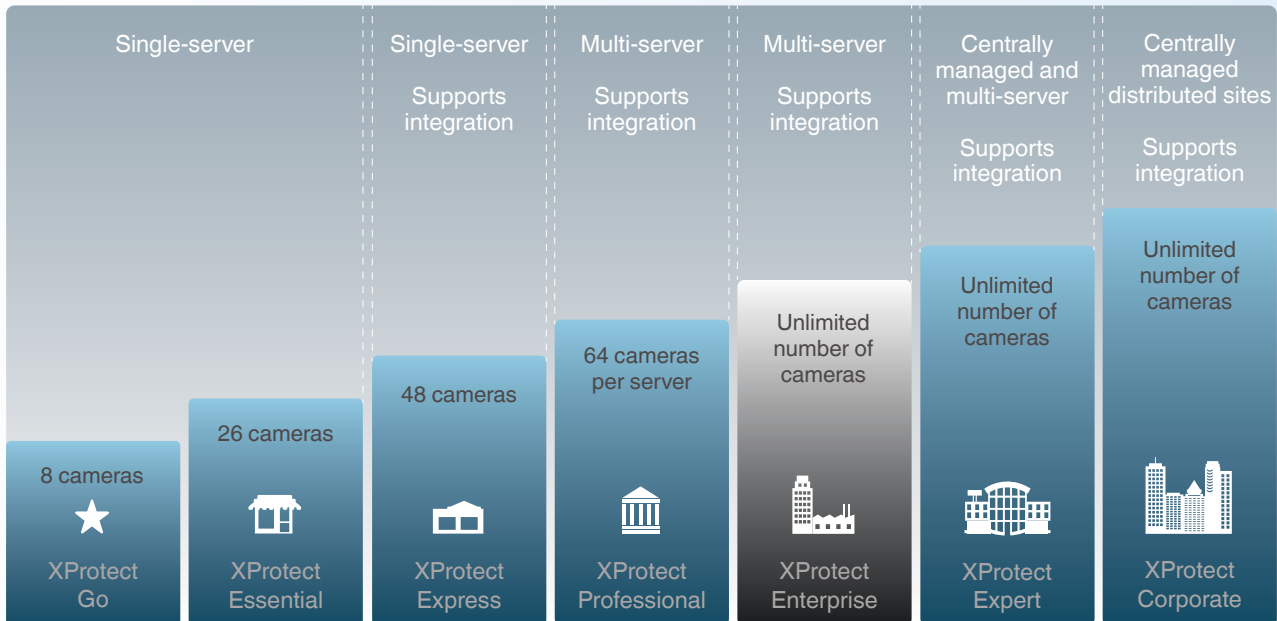 Single-server
Single-server
Supports
integration
Multi-server
Supports
integration
Multi-server
Supports
integration
Centrally
managed and
multi-server
Supports
integration
Centrally
managed
distributed sites
Supports
integration
8 cameras
XProtect
Go
26 cameras
XProtect
Essential
48 cameras
XProtect
Express
64 cameras
per server
XProtect
Professional
Unlimited
number of
cameras
XProtect
Enterprise
Unlimited
number of
cameras
XProtect
Expert
Unlimited
number of
cameras
XProtect
Corporate